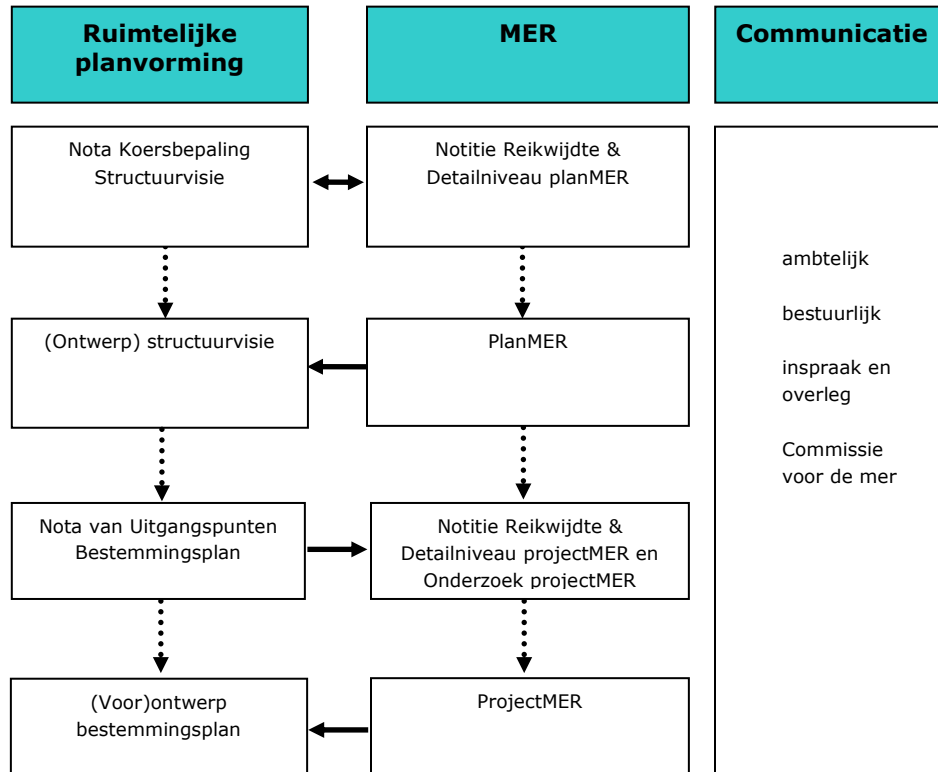 Ruimtelijke
planvorming
MER
Communicatie
Nota Koersbepaling
Structuurvisie
Notitie Reikwijdte &
Detailniveau planMER
ambtelijk
bestuurlijk
inspraak en
overleg
Commissie
voor de mer
(Ontwerp) structuurvisie
PlanMER
Nota van Uitgangspunten
Bestemmingsplan
Notitie Reikwijdte &
Detailniveau projectMER en
Onderzoek projectMER
(Voor)ontwerp
bestemmingsplan
ProjectMER